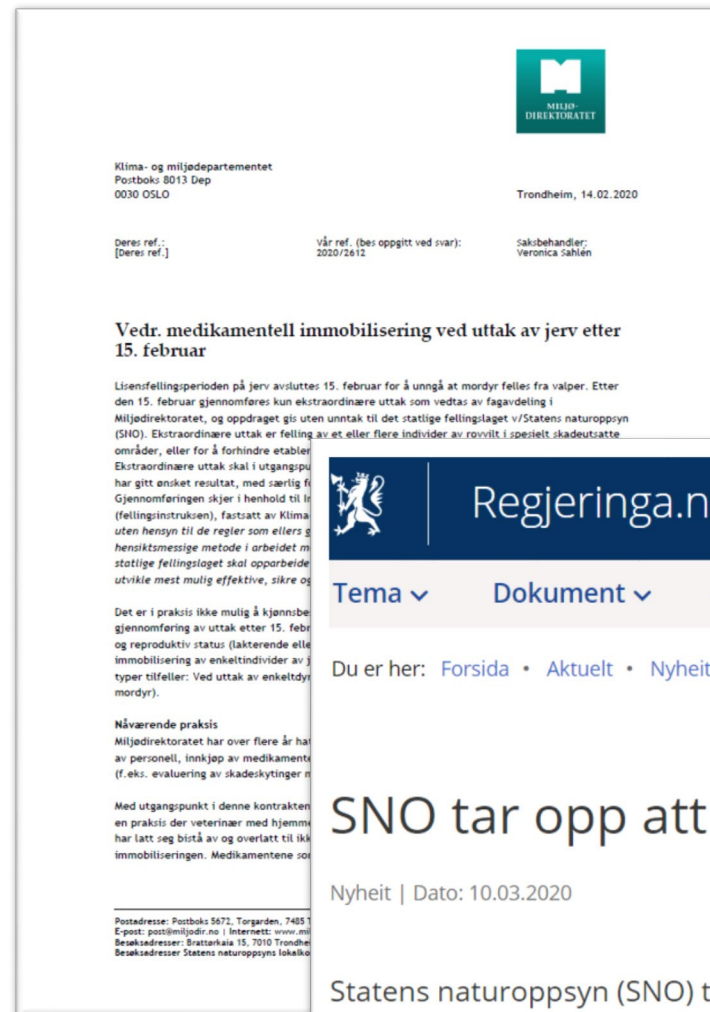 MILJØ-
DIREKTORATET
Klima- og miljødepartementet
Postboks 8013 Dep
0030 OSLO
Trondheim, 14.02.2020
Deres ref.:
[Deres ref.]
Vår ref. (bes oppgitt ved svar):
2020/2612
Saksbehandler:
Veronica Sahlén
Vedr. medikamentell immobilisering ved uttak av jerv etter
15. februar
Lisensfellingsperioden på jerv avsluttes 15. februar for å unngå at mordyr felles fra valper. Etter
den 15. februar gjennomføres kun ekstraordinære uttak som vedtas av fagavdeling i
Miljødirektoratet, og oppdraget gis uten unntak til det statlige fellingslaget v/Statens naturoppsyn
(SNO). Ekstraordinære uttak er felling av et eller flere individer av rovvilt i spesielt skadeutsatte
områder, eller for å forhindre etabler
Ekstraordinære uttak skal i utgangspu
har gitt ønsket resultat, med særlig f
Gjennomføringen skjer i henhold til I
(fellingsinstruksen), fastsatt av Klima-
uten hensyn til de regler som ellers g
hensiktsmessige metode i arbeidet m
statlige fellingslaget skal opparbeide
utvikle mest mulig effektive, sikre og
Det er i praksis ikke mulig å kjønnsbe
gjennomføring av uttak etter 15. febr
og reproduktiv status (lakterende elle
immobilisering av enkeltindivider av j
typer tilfeller: Ved uttak av enkeltdyr
mordyr).
Nåværende praksis
Miljødirektoratet har over flere år hat
av personell, innkjøp av medikamente
(f.eks. evaluering av skadeskytinger m
Med utgangspunkt i denne kontrakten
en praksis der veterinær med hjemme
har latt seg bistå av og overlatt til ikk
immobiliseringen. Medikamentene som
Postadresse: Postboks 5672, Torgarden, 7485 T
E-post: post@miljodir.no | Internett: www.mil
Besøksadresser: Brattørkaia 15, 7010 Trondhe
Besøksadresser Statens naturoppsyns lokalko
Regjeringa.n
Tema
Dokument
Du er her: Forsida • Aktuelt • Nyheit
SNO tar opp att
Nyheit | Dato: 10.03.2020
Statens naturoppsyn (SNO) t